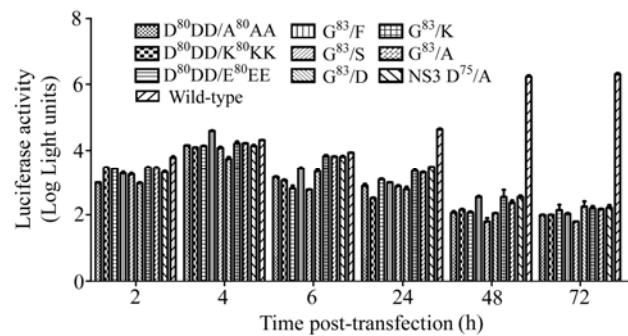 8
6
4
2
0
Luciferase activity
(Log Light units)
D⁸⁰DD/A⁸⁰AA
G⁸³/F
G⁸³/K
D⁸⁰DD/K⁸⁰KK
G⁸³/S
G⁸³/A
D⁸⁰DD/E⁸⁰EE
G⁸³/D
NS3 D⁷⁵/A
Wild-type
2
4
6
24
48
72
Time post-transfection (h)